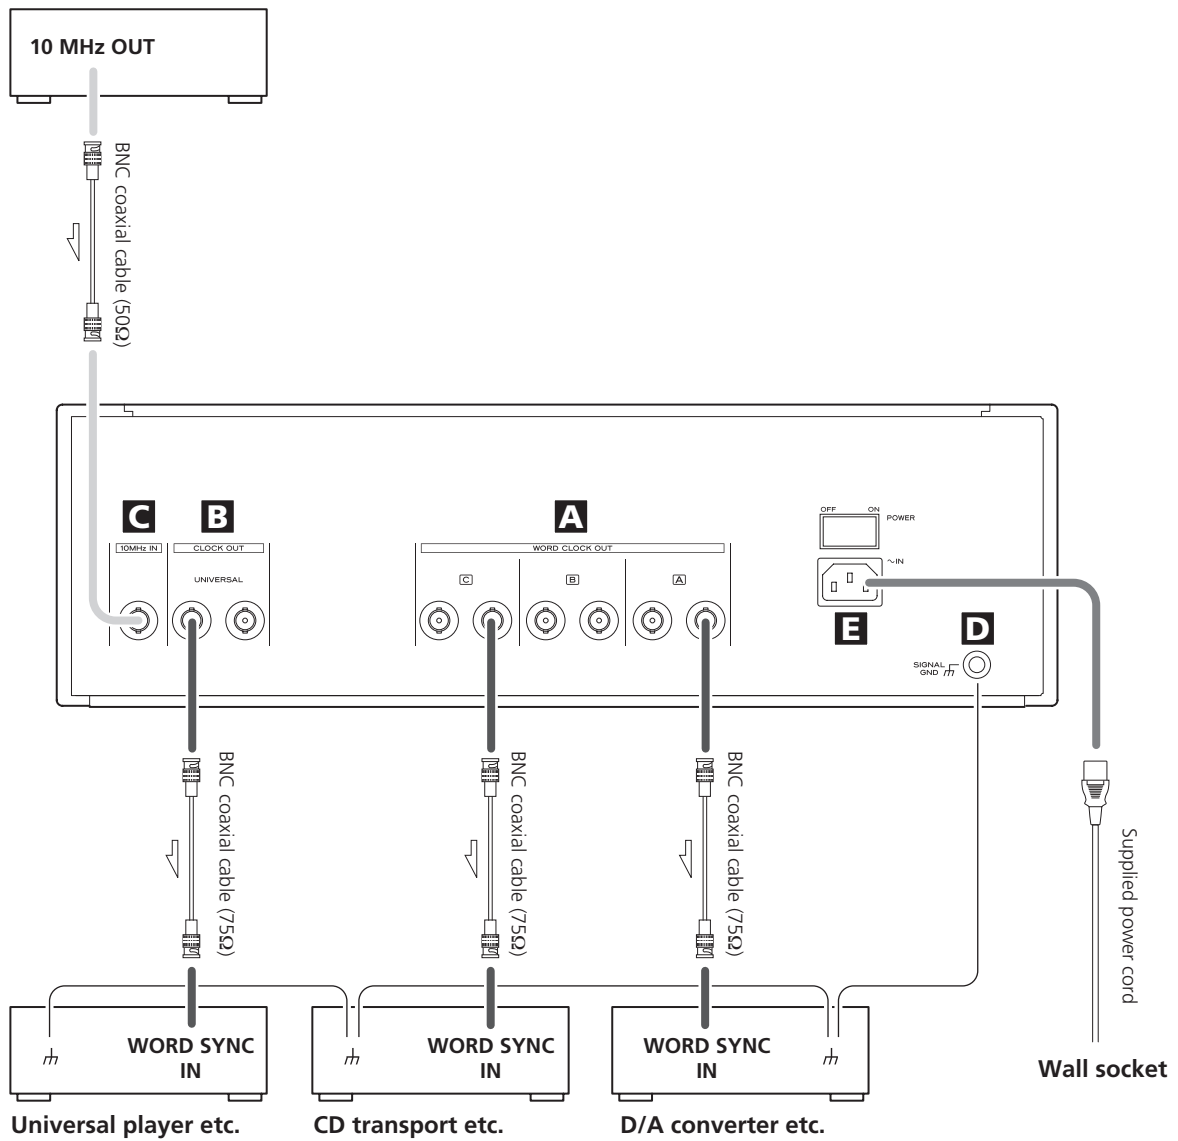 10 MHz OUT
BNC coaxial cable (50Ω)
C
B
A
10MHz IN
CLOCK OUT
WORD CLOCK OUT
OFF
ON
POWER
UNIVERSAL
C
B
A
∼IN
E
D
SIGNAL
GND
BNC coaxial cable (75Ω)
BNC coaxial cable (75Ω)
BNC coaxial cable (75Ω)
Supplied power cord
WORD SYNC
IN
WORD SYNC
IN
WORD SYNC
IN
Wall socket
Universal player etc.
CD transport etc.
D/A converter etc.